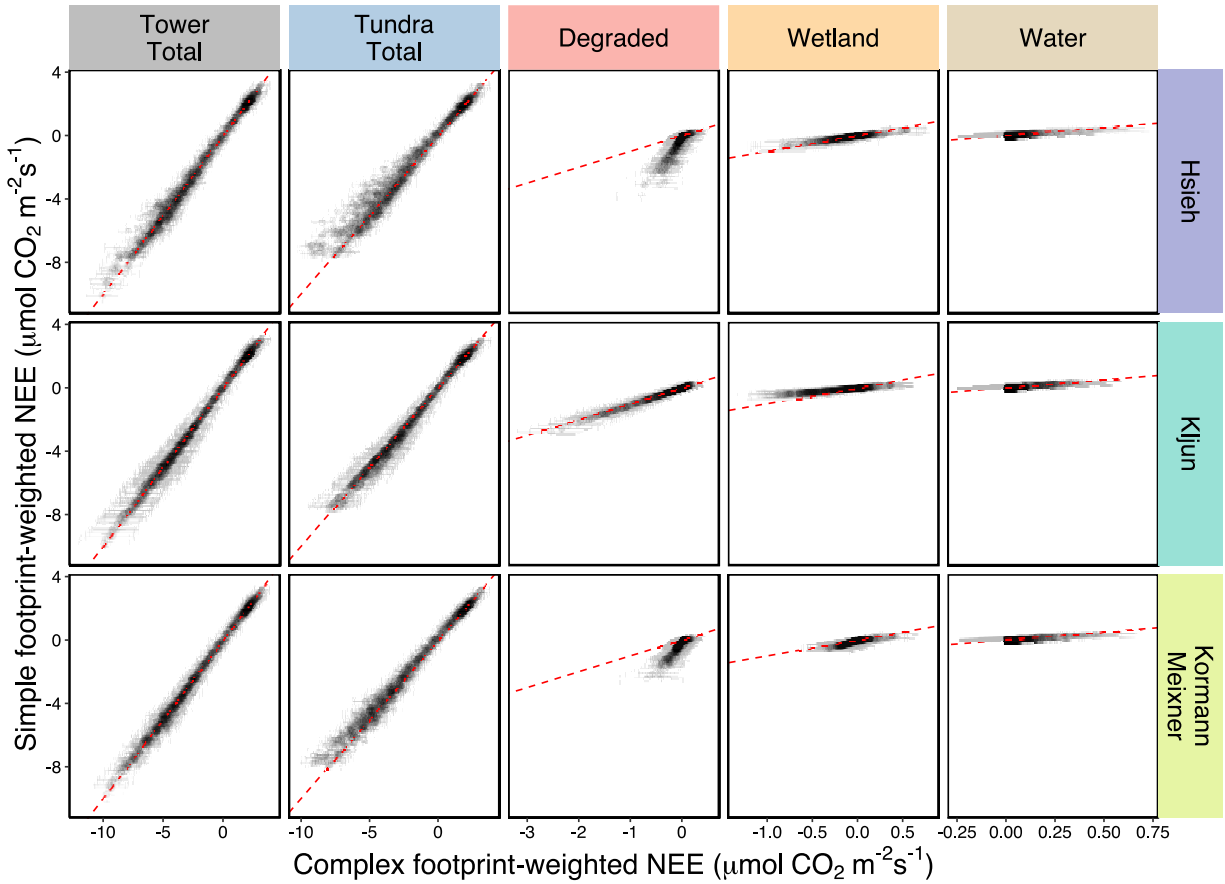 Tower
Total
Tundra
Total
Degraded
Wetland
Water
Simple footprint-weighted NEE (μmol CO₂ m⁻²s⁻¹)
4
0
-4
-8
Hsieh
4
0
-4
-8
Kljun
4
0
-4
-8
Kormann
Meixner
-10 -5 0
-10 -5 0
-3 -2 -1 0
-1.0 -0.5 0.0 0.5
-0.25 0.00 0.25 0.50 0.75
Complex footprint-weighted NEE (μmol CO₂ m⁻²s⁻¹)